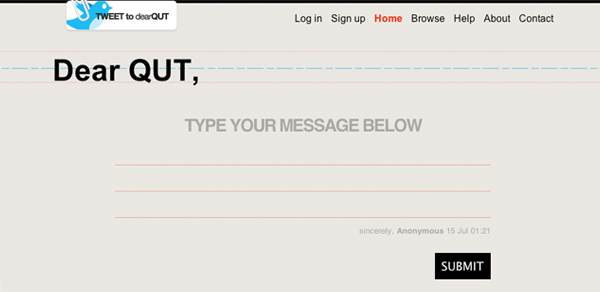 TWEET to dearQUT
Log in Sign up Home Browse Help About Contact
Dear QUT,
TYPE YOUR MESSAGE BELOW
sincerely, Anonymous 15 Jul 01:21
SUBMIT